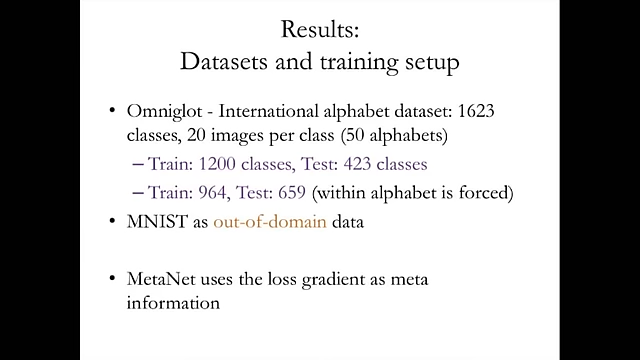 Results:
Datasets and training setup
• Omniglot - International alphabet dataset: 1623
classes, 20 images per class (50 alphabets)
– Train: 1200 classes, Test: 423 classes
– Train: 964, Test: 659 (within alphabet is forced)
• MNIST as out-of-domain data
• MetaNet uses the loss gradient as meta
information